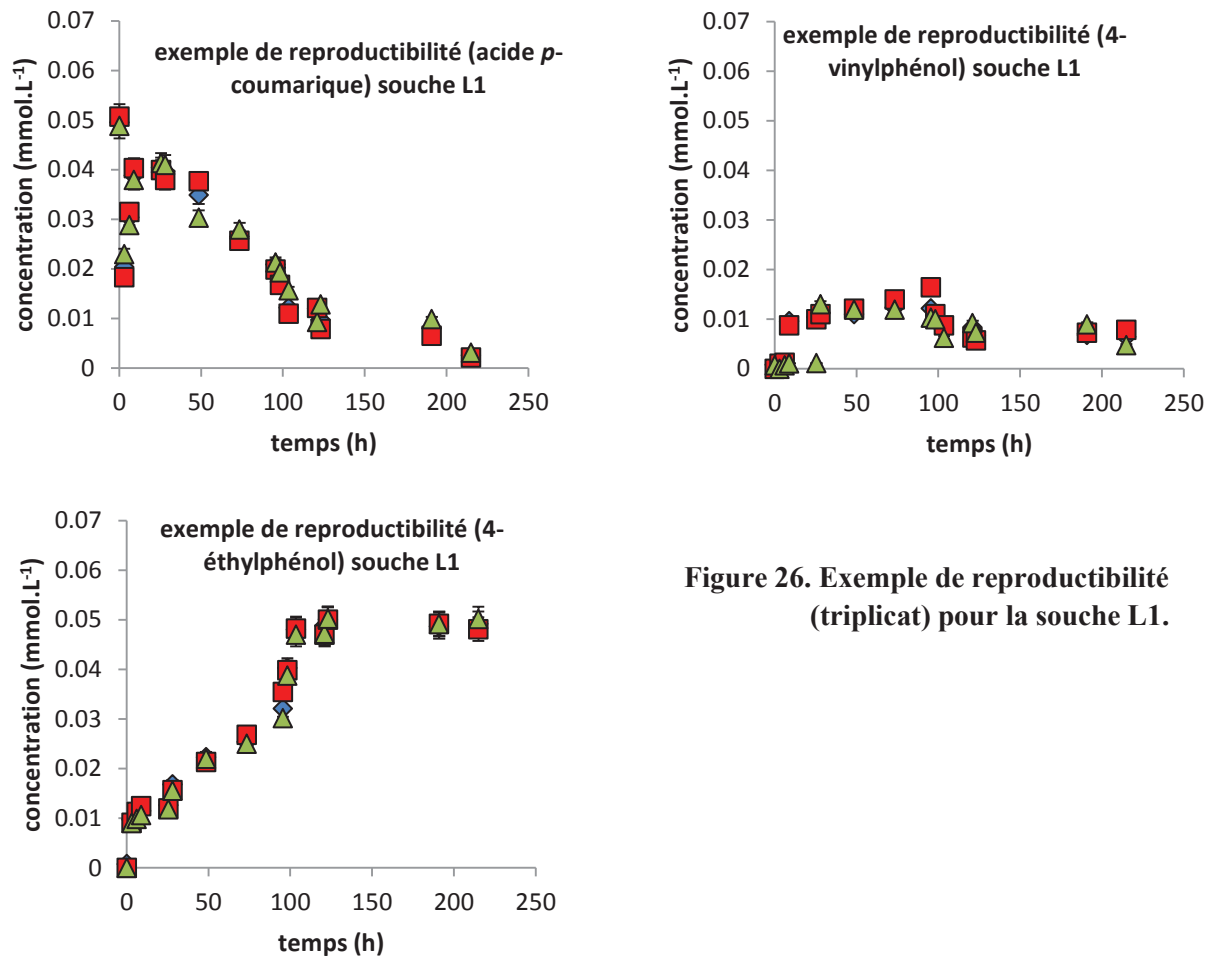 exemple de reproductibilité (acide p-
coumarique) souche L1
concentration (mmol.L-1)
0.07
0.06
0.05
0.04
0.03
0.02
0.01
0
0 50 100 150 200 250
temps (h)
exemple de reproductibilité (4-
vinylphénol) souche L1
concentration (mmol.L-1)
0.07
0.06
0.05
0.04
0.03
0.02
0.01
0
0 50 100 150 200 250
temps (h)
exemple de reproductibilité (4-
éthylphénol) souche L1
concentration (mmol.L-1)
0.07
0.06
0.05
0.04
0.03
0.02
0.01
0
0 50 100 150 200 250
temps (h)
Figure 26. Exemple de reproductibilité
(triplicat) pour la souche L1.